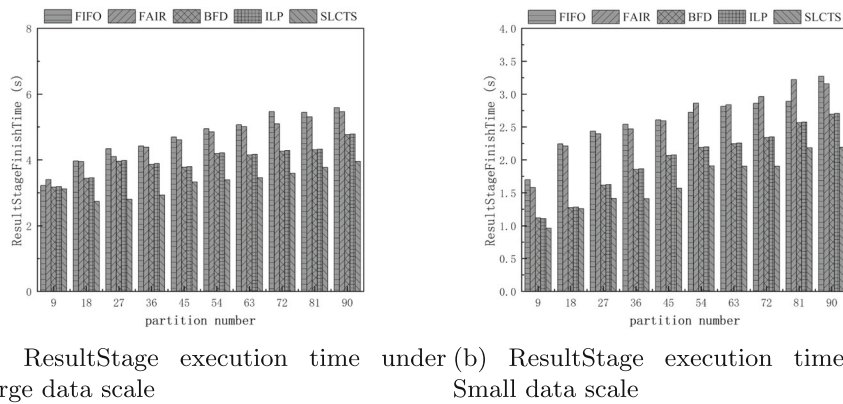 FIFO FAIR BFD ILP SLCTS
8
6
4
2
0
ResultStageFinishTime (s)
9 18 27 36 45 54 63 72 81 90
partition number
FIFO FAIR BFD ILP SLCTS
4.0
3.5
3.0
2.5
2.0
1.5
1.0
0.5
0.0
ResultStageFinishTime (s)
9 18 27 36 45 54 63 72 81 90
partition number
ResultStage execution time under
rge data scale
(b) ResultStage execution time
Small data scale